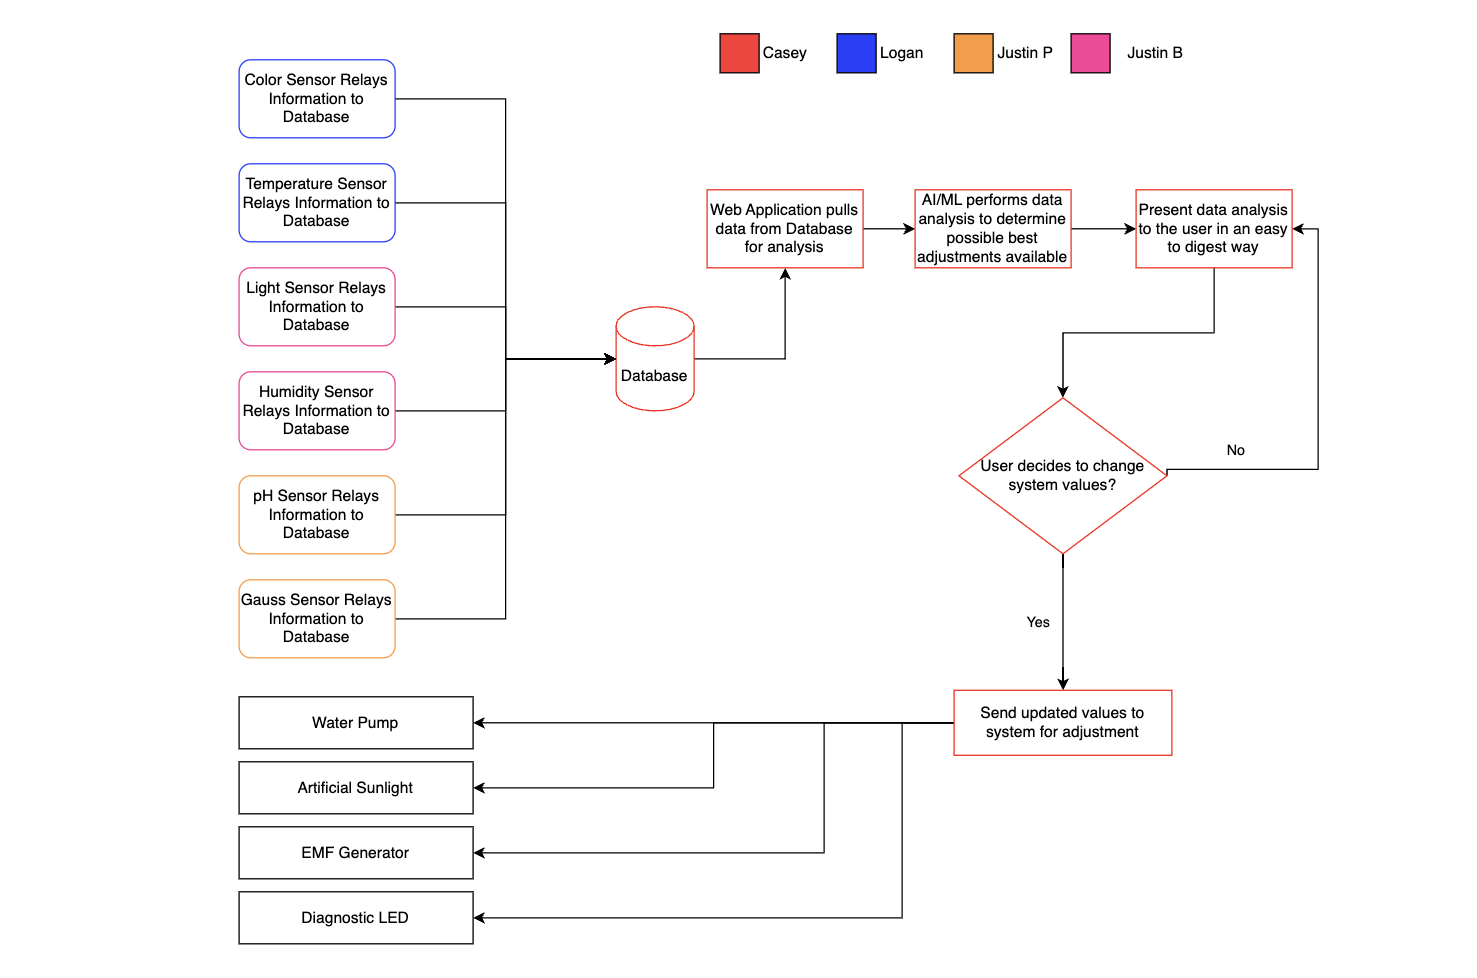 Casey
Logan
Justin P
Justin B
Color Sensor Relays
Information to
Database
Temperature Sensor
Relays Information to
Database
Light Sensor Relays
Information to
Database
Humidity Sensor
Relays Information to
Database
pH Sensor Relays
Information to
Database
Gauss Sensor Relays
Information to
Database
Database
Web Application pulls
data from Database
for analysis
AI/ML performs data
analysis to determine
possible best
adjustments available
Present data analysis
to the user in an easy
to digest way
User decides to change
system values?
No
Yes
Send updated values to
system for adjustment
Water Pump
Artificial Sunlight
EMF Generator
Diagnostic LED